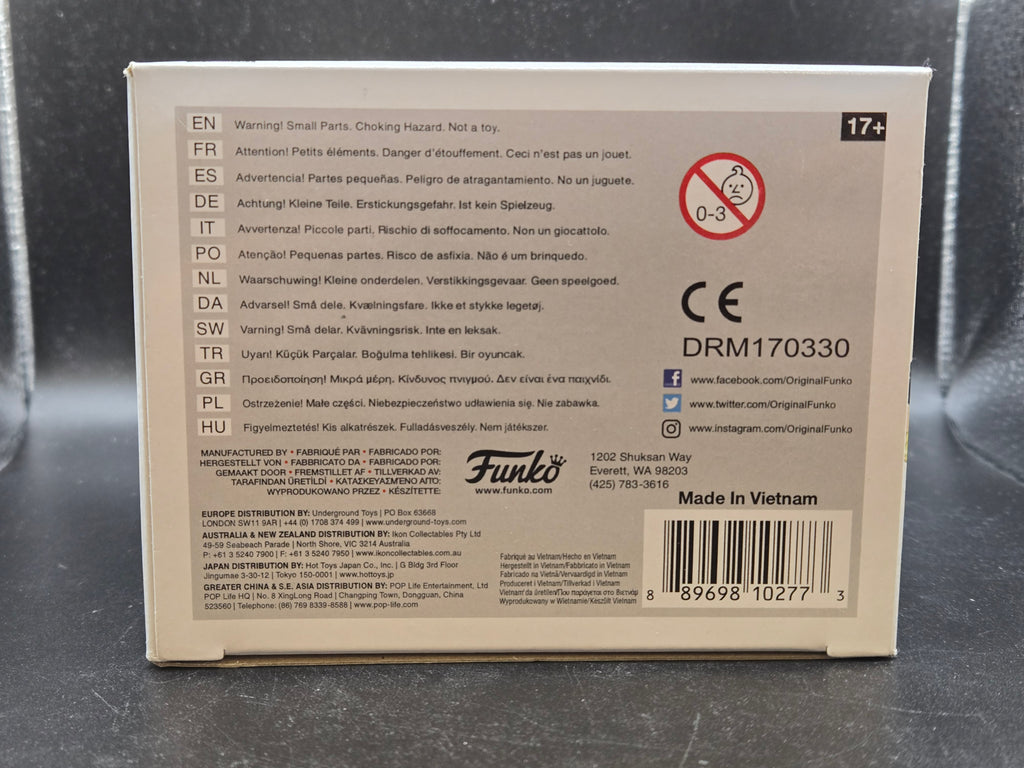 EN Warning! Small Parts. Choking Hazard. Not a toy.
FR Attention! Petits éléments. Danger d'étouffement. Ceci n'est pas un jouet.
ES Advertencia! Partes pequeñas. Peligro de atragantamiento. No un juguete.
DE Achtung! Kleine Teile. Erstickungsgefahr. Ist kein Spielzeug.
IT Avvertenza! Piccole parti. Rischio di soffocamento. Non un giocattolo.
PO Atenção! Pequenas partes. Risco de asfixia. Não é um brinquedo.
NL Waarschuwing! Kleine onderdelen. Verstikkingsgevaar. Geen speelgoed.
DA Advarsel! Små dele. Kvælningsfare. Ikke et stykke legetøj.
SW Varning! Små delar. Kvävningsrisk. Inte en leksak.
TR Uyarı! Küçük Parçalar. Boğulma tehlikesi. Bir oyuncak.
GR Προειδοποίηση! Μικρά μέρη. Κίνδυνος πνιγμού. Δεν είναι ένα παιχνίδι.
PL Ostrzeżenie! Małe części. Niebezpieczeństwo udławienia się. Nie zabawka.
HU Figyelmeztetés! Kis alkatrészek. Fulladásveszély. Nem játékszer.
17+
0-3
CE
DRM170330
www.facebook.com/OriginalFunko
www.twitter.com/OriginalFunko
www.instagram.com/OriginalFunko
MANUFACTURED BY • FABRIQUÉ PAR • FABRICADO POR:
HERGESTELLT VON • FABBRICATO DA • FABRICADO POR:
GEMAAKT DOOR • FREMSTILLET AF • TILLVERKAD AV:
TARAFINDAN ÜRETİLDİ • ΚΑΤΑΣΚΕΥΑΣΜΈΝΟ ΑΠΌ:
WYPRODUKOWANO PRZEZ • KÉSZÍTETTE:
Funko
www.funko.com
1202 Shuksan Way
Everett, WA 98203
(425) 783-3616
Made In Vietnam
EUROPE DISTRIBUTION BY: Underground Toys | PO Box 63668
LONDON SW11 9AR | +44 (0) 1708 374 499 | www.underground-toys.com
AUSTRALIA & NEW ZEALAND DISTRIBUTION BY: Ikon Collectables Pty Ltd
49-59 Seabeach Parade | North Shore, VIC 3214 Australia
P: +61 3 5240 7900 | F: +61 3 5240 7950 | www.ikoncollectables.com.au
JAPAN DISTRIBUTION BY: Hot Toys Japan Co., Inc. | G Bldg 3rd Floor
Jingumae 3-30-12 | Tokyo 150-0001 | www.hottoys.jp
GREATER CHINA & S.E. ASIA DISTRIBUTION BY: POP Life Entertainment, Ltd
POP Life HQ | No. 8 XingLong Road | Changping Town, Dongguan, China
523560 | Telephone: (86) 769 8339-8588 | www.pop-life.com
Fabriqué au Vietnam/Hecho en Vietnam
Hergestellt in Vietnam/Fabbricato in Vietnam
Fabricado na Vietnã/Vervaardigd in Vietnam
Produceret i Vietnam/Tillverkad i Vietnam
Vietnam'da üretilen/Που παράγεται στο Βιετνάμ
Wyprodukowany w Wietnamie/Készült Vietnam
8 89698 10277 3